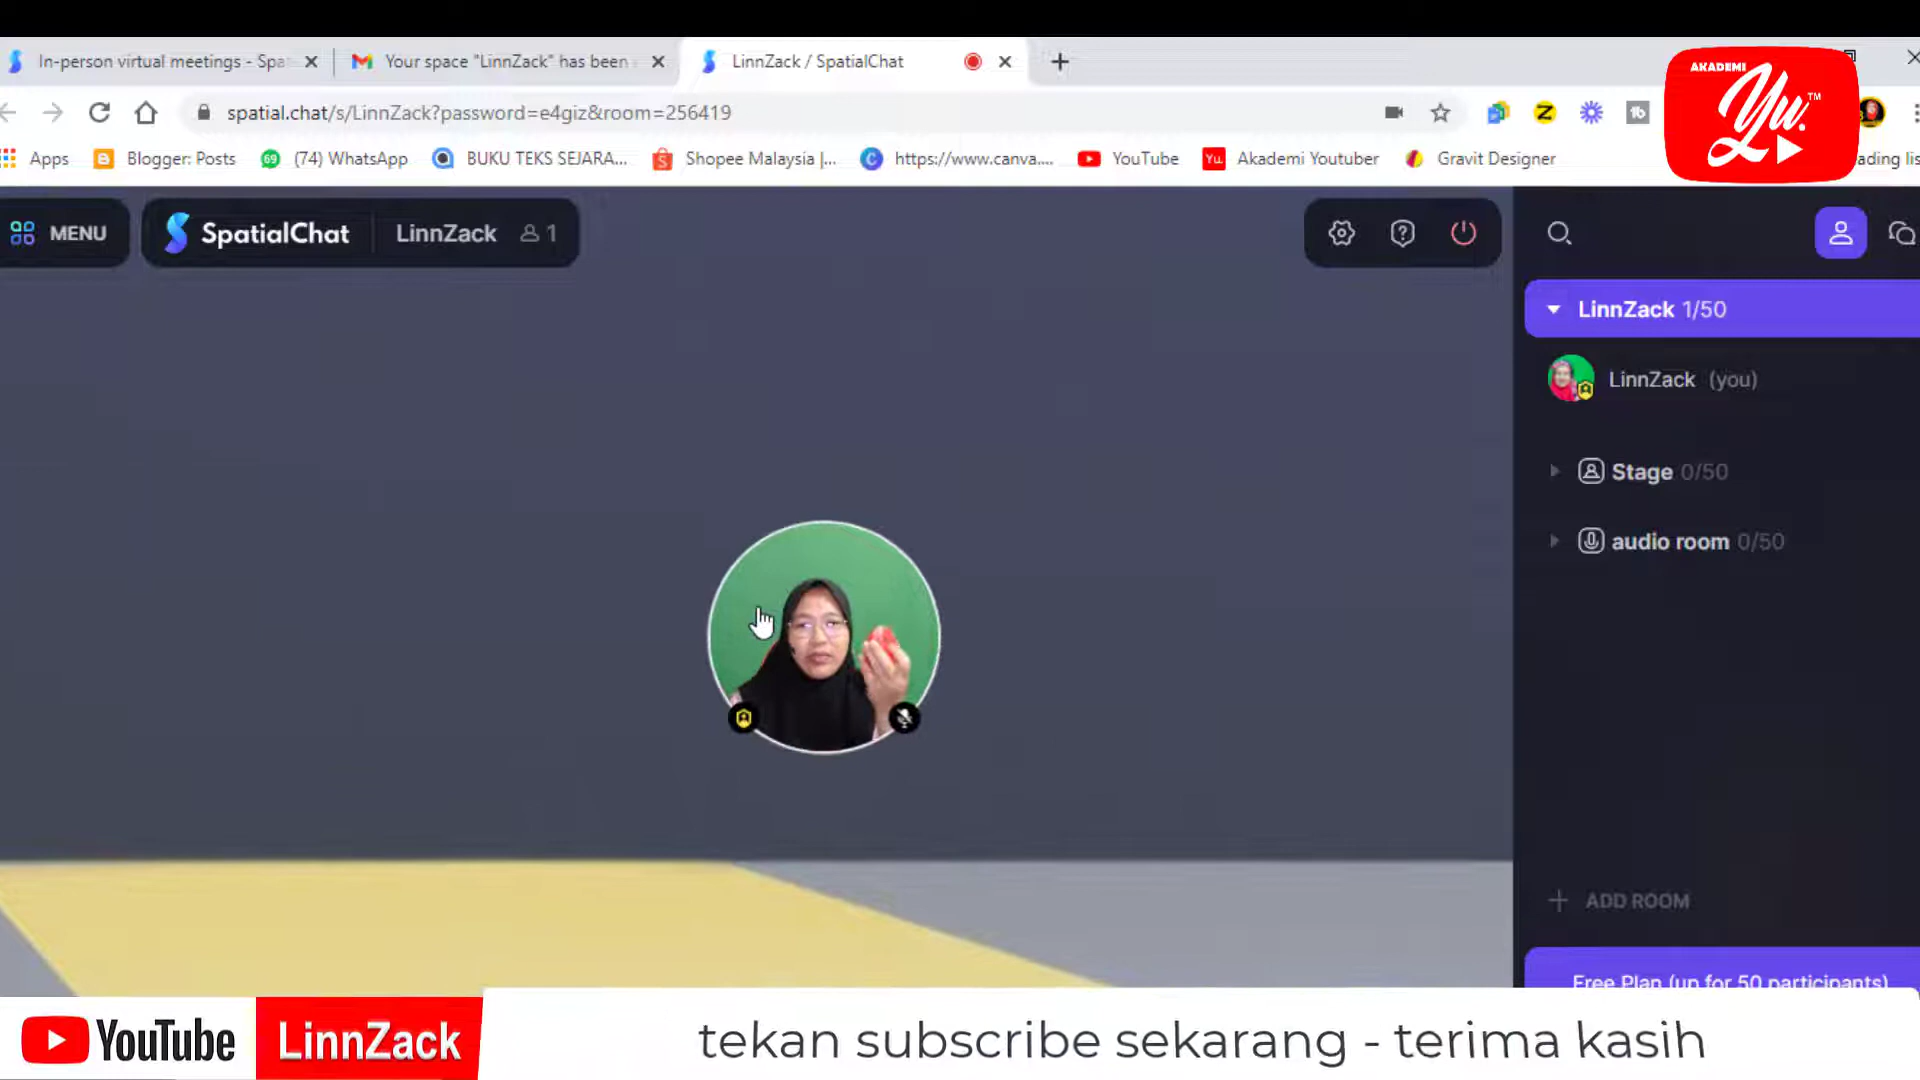 In-person virtual meetings - Spa
Your space "LinnZack" has been
LinnZack / SpatialChat
spatial.chat/s/LinnZack?password=e4giz&room=256419
Apps
Blogger: Posts
69
(74) WhatsApp
BUKU TEKS SEJARA...
Shopee Malaysia |...
https://www.canva....
YouTube
Yu.
Akademi Youtuber
Gravit Designer
ading lis
AKADEMI
Yu.™
MENU
SpatialChat
LinnZack
1
LinnZack 1/50
LinnZack (you)
Stage 0/50
audio room 0/50
+ ADD ROOM
Free Plan (up for 50 participants)
YouTube
LinnZack
tekan subscribe sekarang - terima kasih